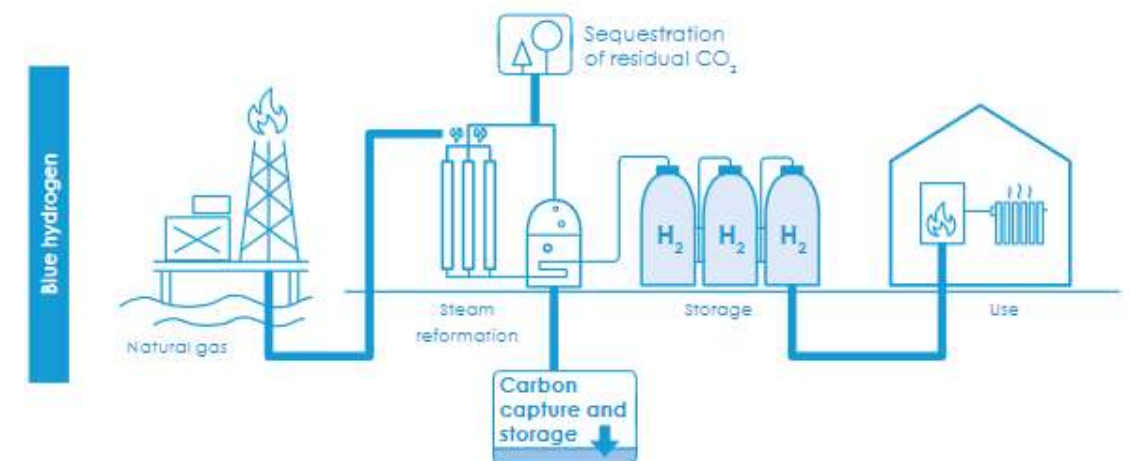 Blue hydrogen
Sequestration
of residual CO₂
H₂
H₂
H₂
Steam
reformation
Storage
Use
Natural gas
Carbon
capture and
storage